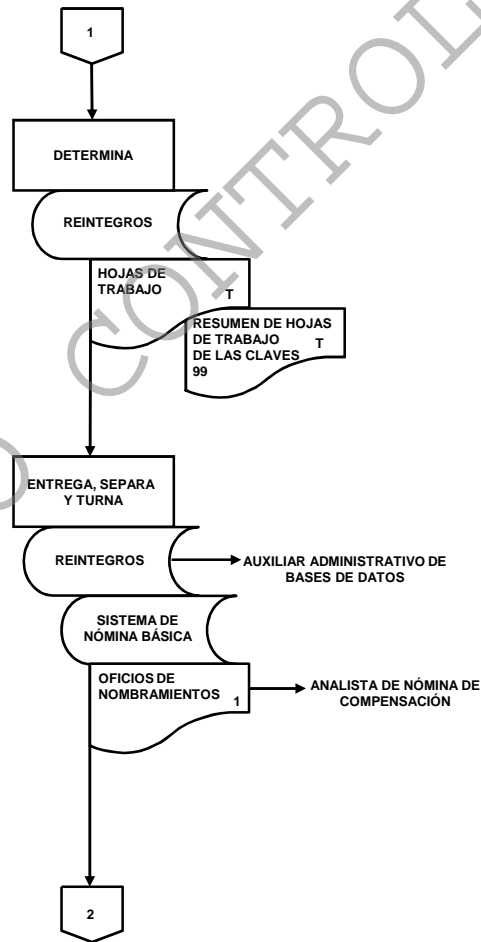 1
DETERMINA
REINTEGROS
HOJAS DE
TRABAJO
T
RESUMEN DE HOJAS
DE TRABAJO
T
DE LAS CLAVES
99
ENTREGA, SEPARA
Y TURNA
REINTEGROS
AUXILIAR ADMINISTRATIVO DE
BASES DE DATOS
SISTEMA DE
NÓMINA BÁSICA
OFICIOS DE
NOMBRAMIENTOS
1
ANALISTA DE NÓMINA DE
COMPENSACIÓN
2
O CONTROL